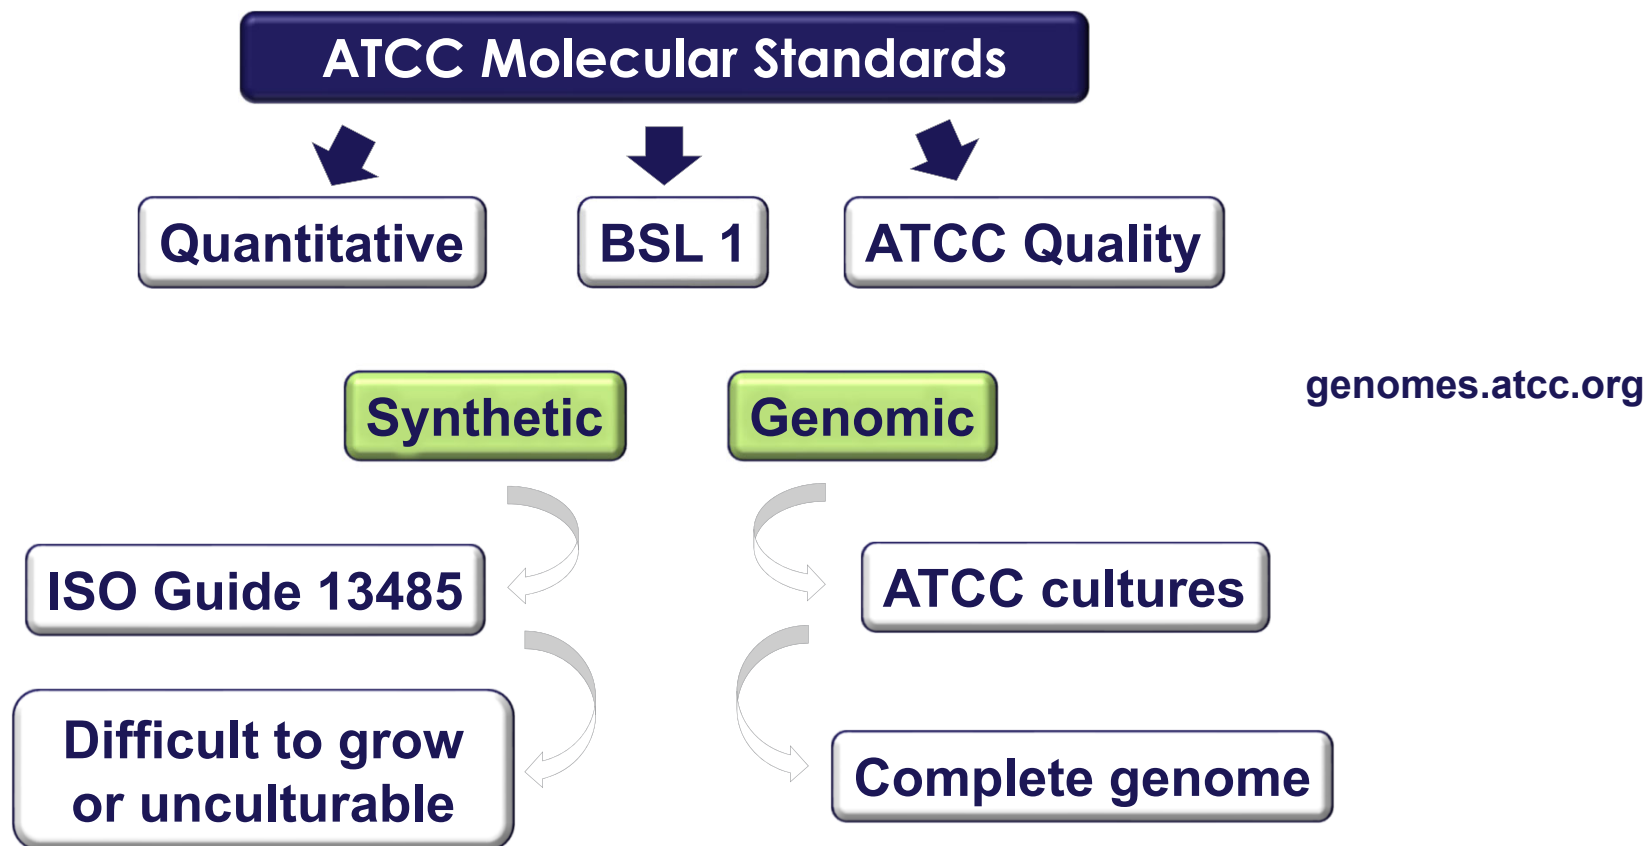 ATCC Molecular Standards
Quantitative
BSL 1
ATCC Quality
Synthetic
Genomic
genomes.atcc.org
ISO Guide 13485
ATCC cultures
Difficult to grow
or unculturable
Complete genome